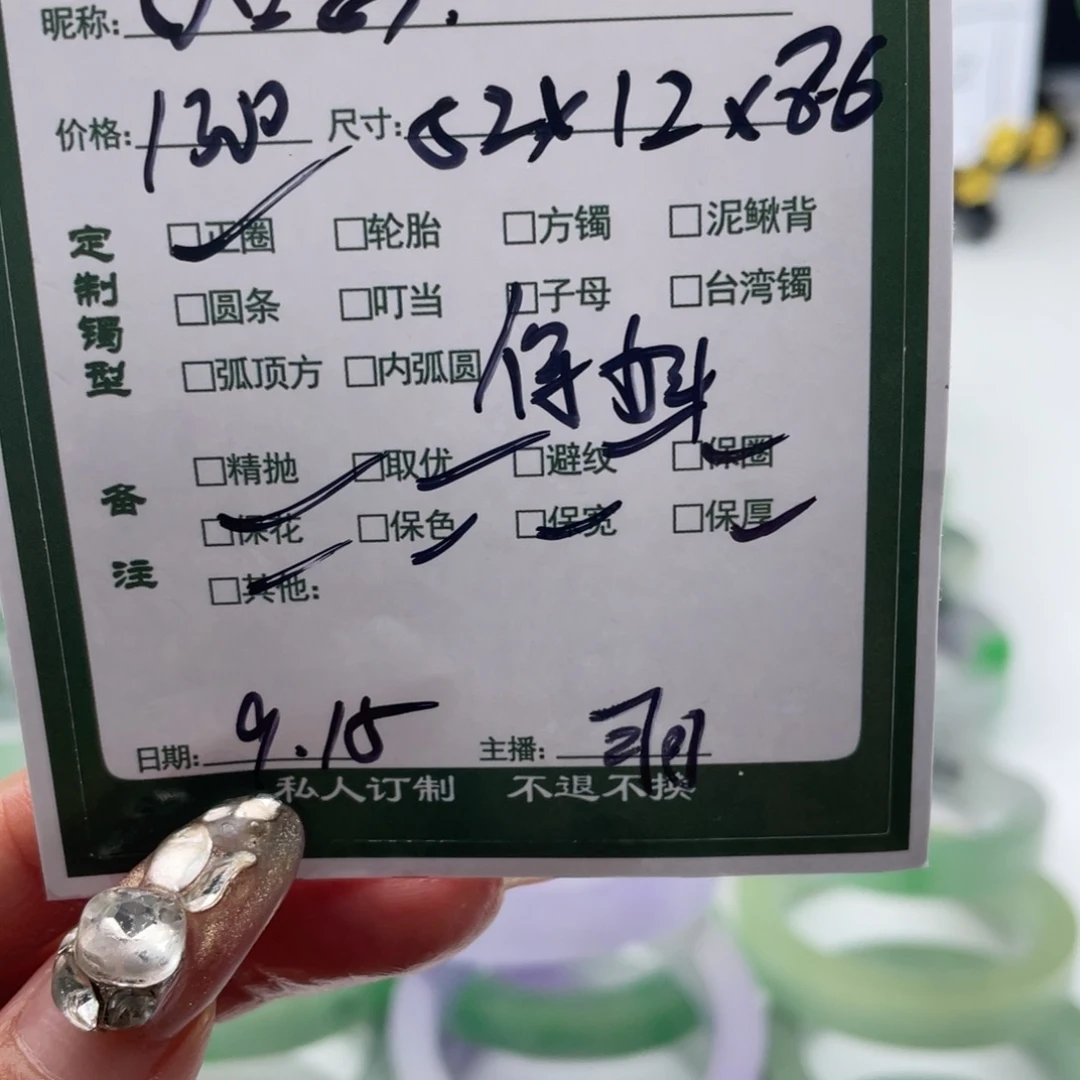 昵称:
价格: 尺寸: 52x12x8.6
定制镯型
□正圈 □轮胎 □方镯 □泥鳅背
□圆条 □叮当 □子母 □台湾镯
□弧顶方 □内弧圆
备注
□精抛 □取优 □避纹 □保圈
□保花 □保色 □保宽 □保厚
□其他:
日期: 9.15 主播:
私人订制 不退不换